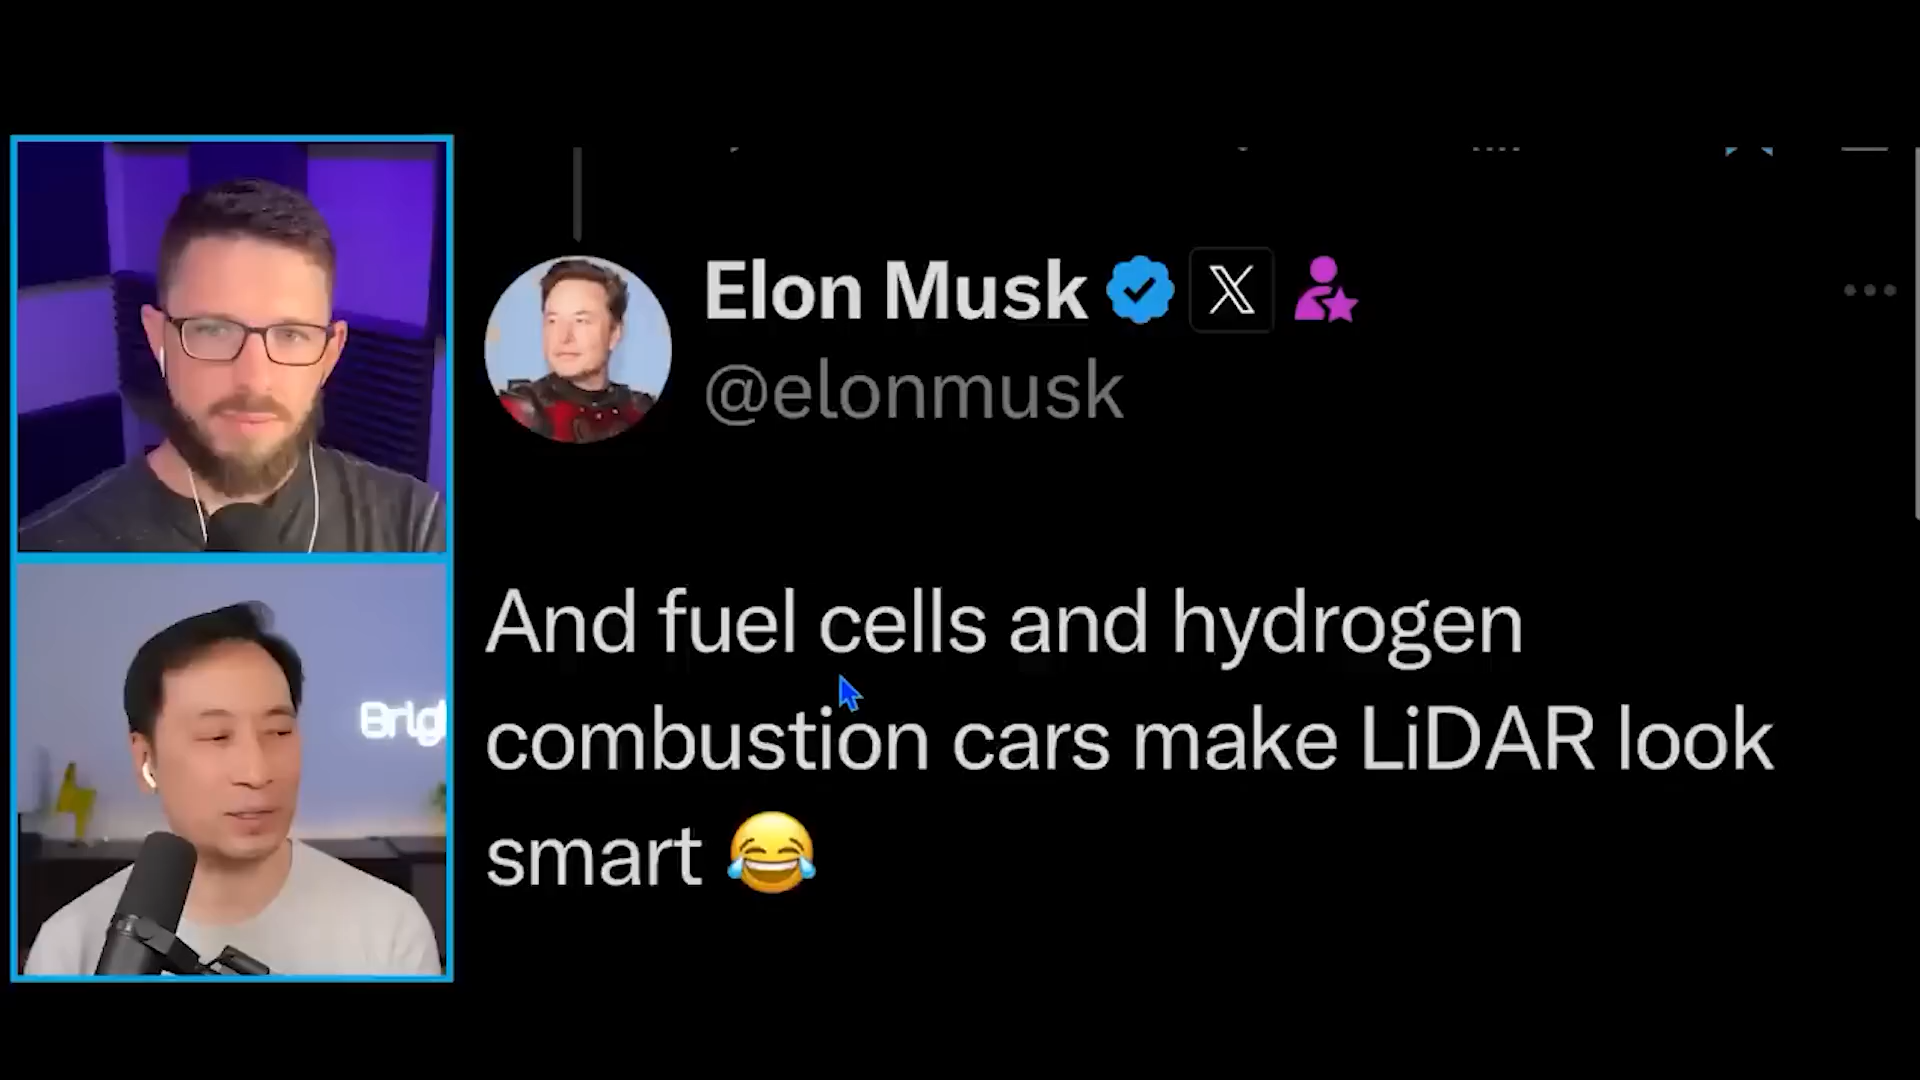 Elon Musk
@elonmusk
And fuel cells and hydrogen
combustion cars make LiDAR look
smart 😂